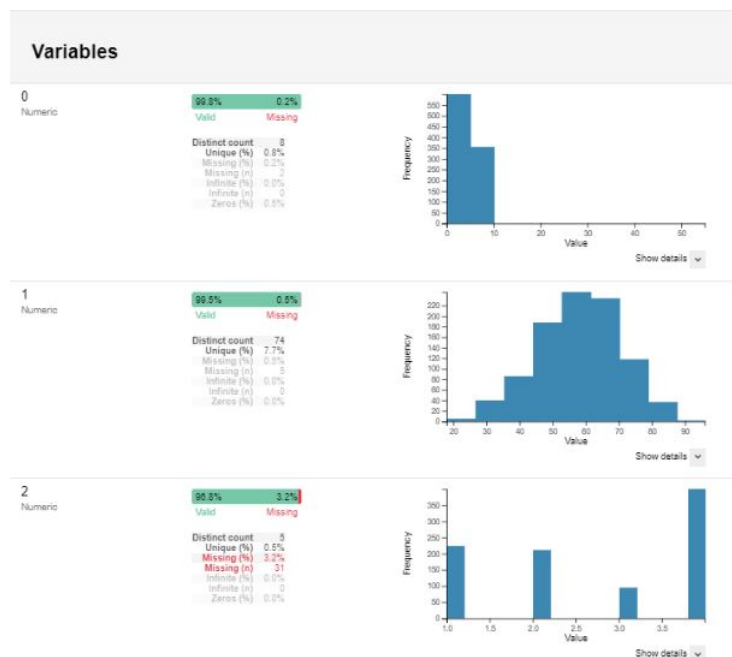 Variables
0
Numeric
99.8% 0.2%
Valid Missing
Distinct count 8
Unique (%) 0.8%
Missing (%) 0.2%
Missing (n) 2
Infinite (%) 0.0%
Infinite (n) 0
Zeros (%) 0.5%
Frequency
550
500
450
400
350
300
250
200
150
100
50
0
0 10 20 30 40 50
Value
Show details
1
Numeric
99.5% 0.5%
Valid Missing
Distinct count 74
Unique (%) 7.7%
Missing (%) 0.5%
Missing (n) 5
Infinite (%) 0.0%
Infinite (n) 0
Zeros (%) 0.0%
Frequency
220
200
180
160
140
120
100
80
60
40
20
0
20 30 40 50 60 70 80 90
Value
Show details
2
Numeric
96.8% 3.2%
Valid Missing
Distinct count 5
Unique (%) 0.5%
Missing (%) 3.2%
Missing (n) 31
Infinite (%) 0.0%
Infinite (n) 0
Zeros (%) 0.0%
Frequency
350
300
250
200
150
100
50
0
1.0 1.5 2.0 2.5 3.0 3.5
Value
Show details